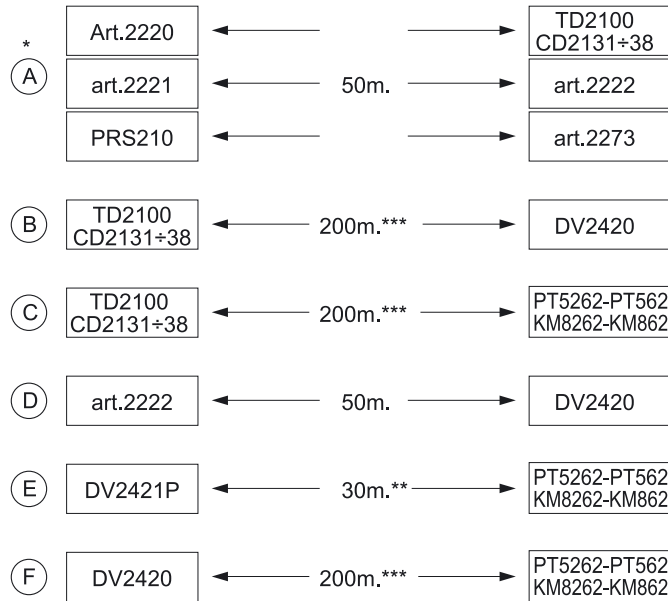 *
A
Art.2220
TD2100
CD2131÷38
art.2221
50m.
art.2222
PRS210
art.2273
B
TD2100
CD2131÷38
200m.***
DV2420
C
TD2100
CD2131÷38
200m.***
PT5262-PT562
KM8262-KM862
D
art.2222
50m.
DV2420
E
DV2421P
30m.**
PT5262-PT562
KM8262-KM862
F
DV2420
200m.***
PT5262-PT562
KM8262-KM862